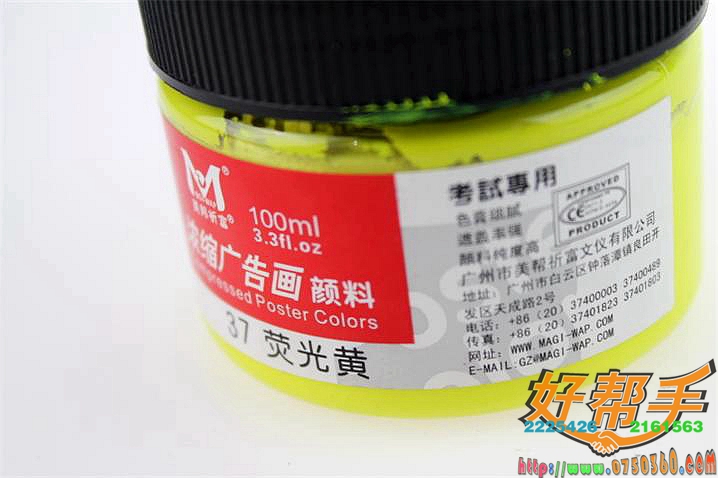 美邦祈富®
100ml
3.3fl.oz
浓缩广告画 颜料
mpressed Poster Colors
37 荧光黄
考試專用
APPROVED
CE
PRODUCT
色素细腻
遮盖率强
颜料纯度高
广州市美帮祈富文仪有限公司
地址：广州市白云区钟落潭镇良田开
发区天成路2号
电话：+86 (20) 37400003 37400489
传真：+86 (20) 37401823 37401803
网址：WWW.MAGI-WAP.COM
E-MAIL:GZ@MAGI-WAP.COM
好帮手
2225426 2161563
http://www.0750360.com